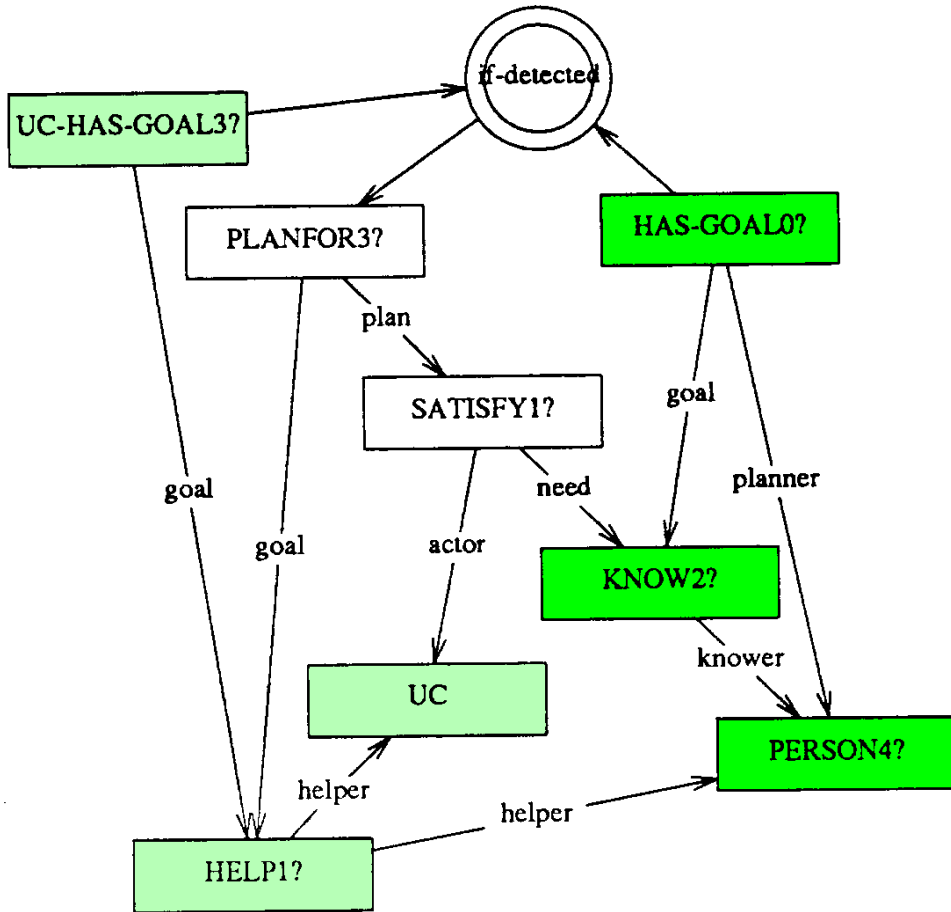 if-detected
UC-HAS-GOAL3?
HAS-GOAL0?
PLANFOR3?
plan
goal
SATISFY1?
goal
need
planner
goal
actor
KNOW2?
knower
UC
PERSON4?
helper
helper
HELP1?